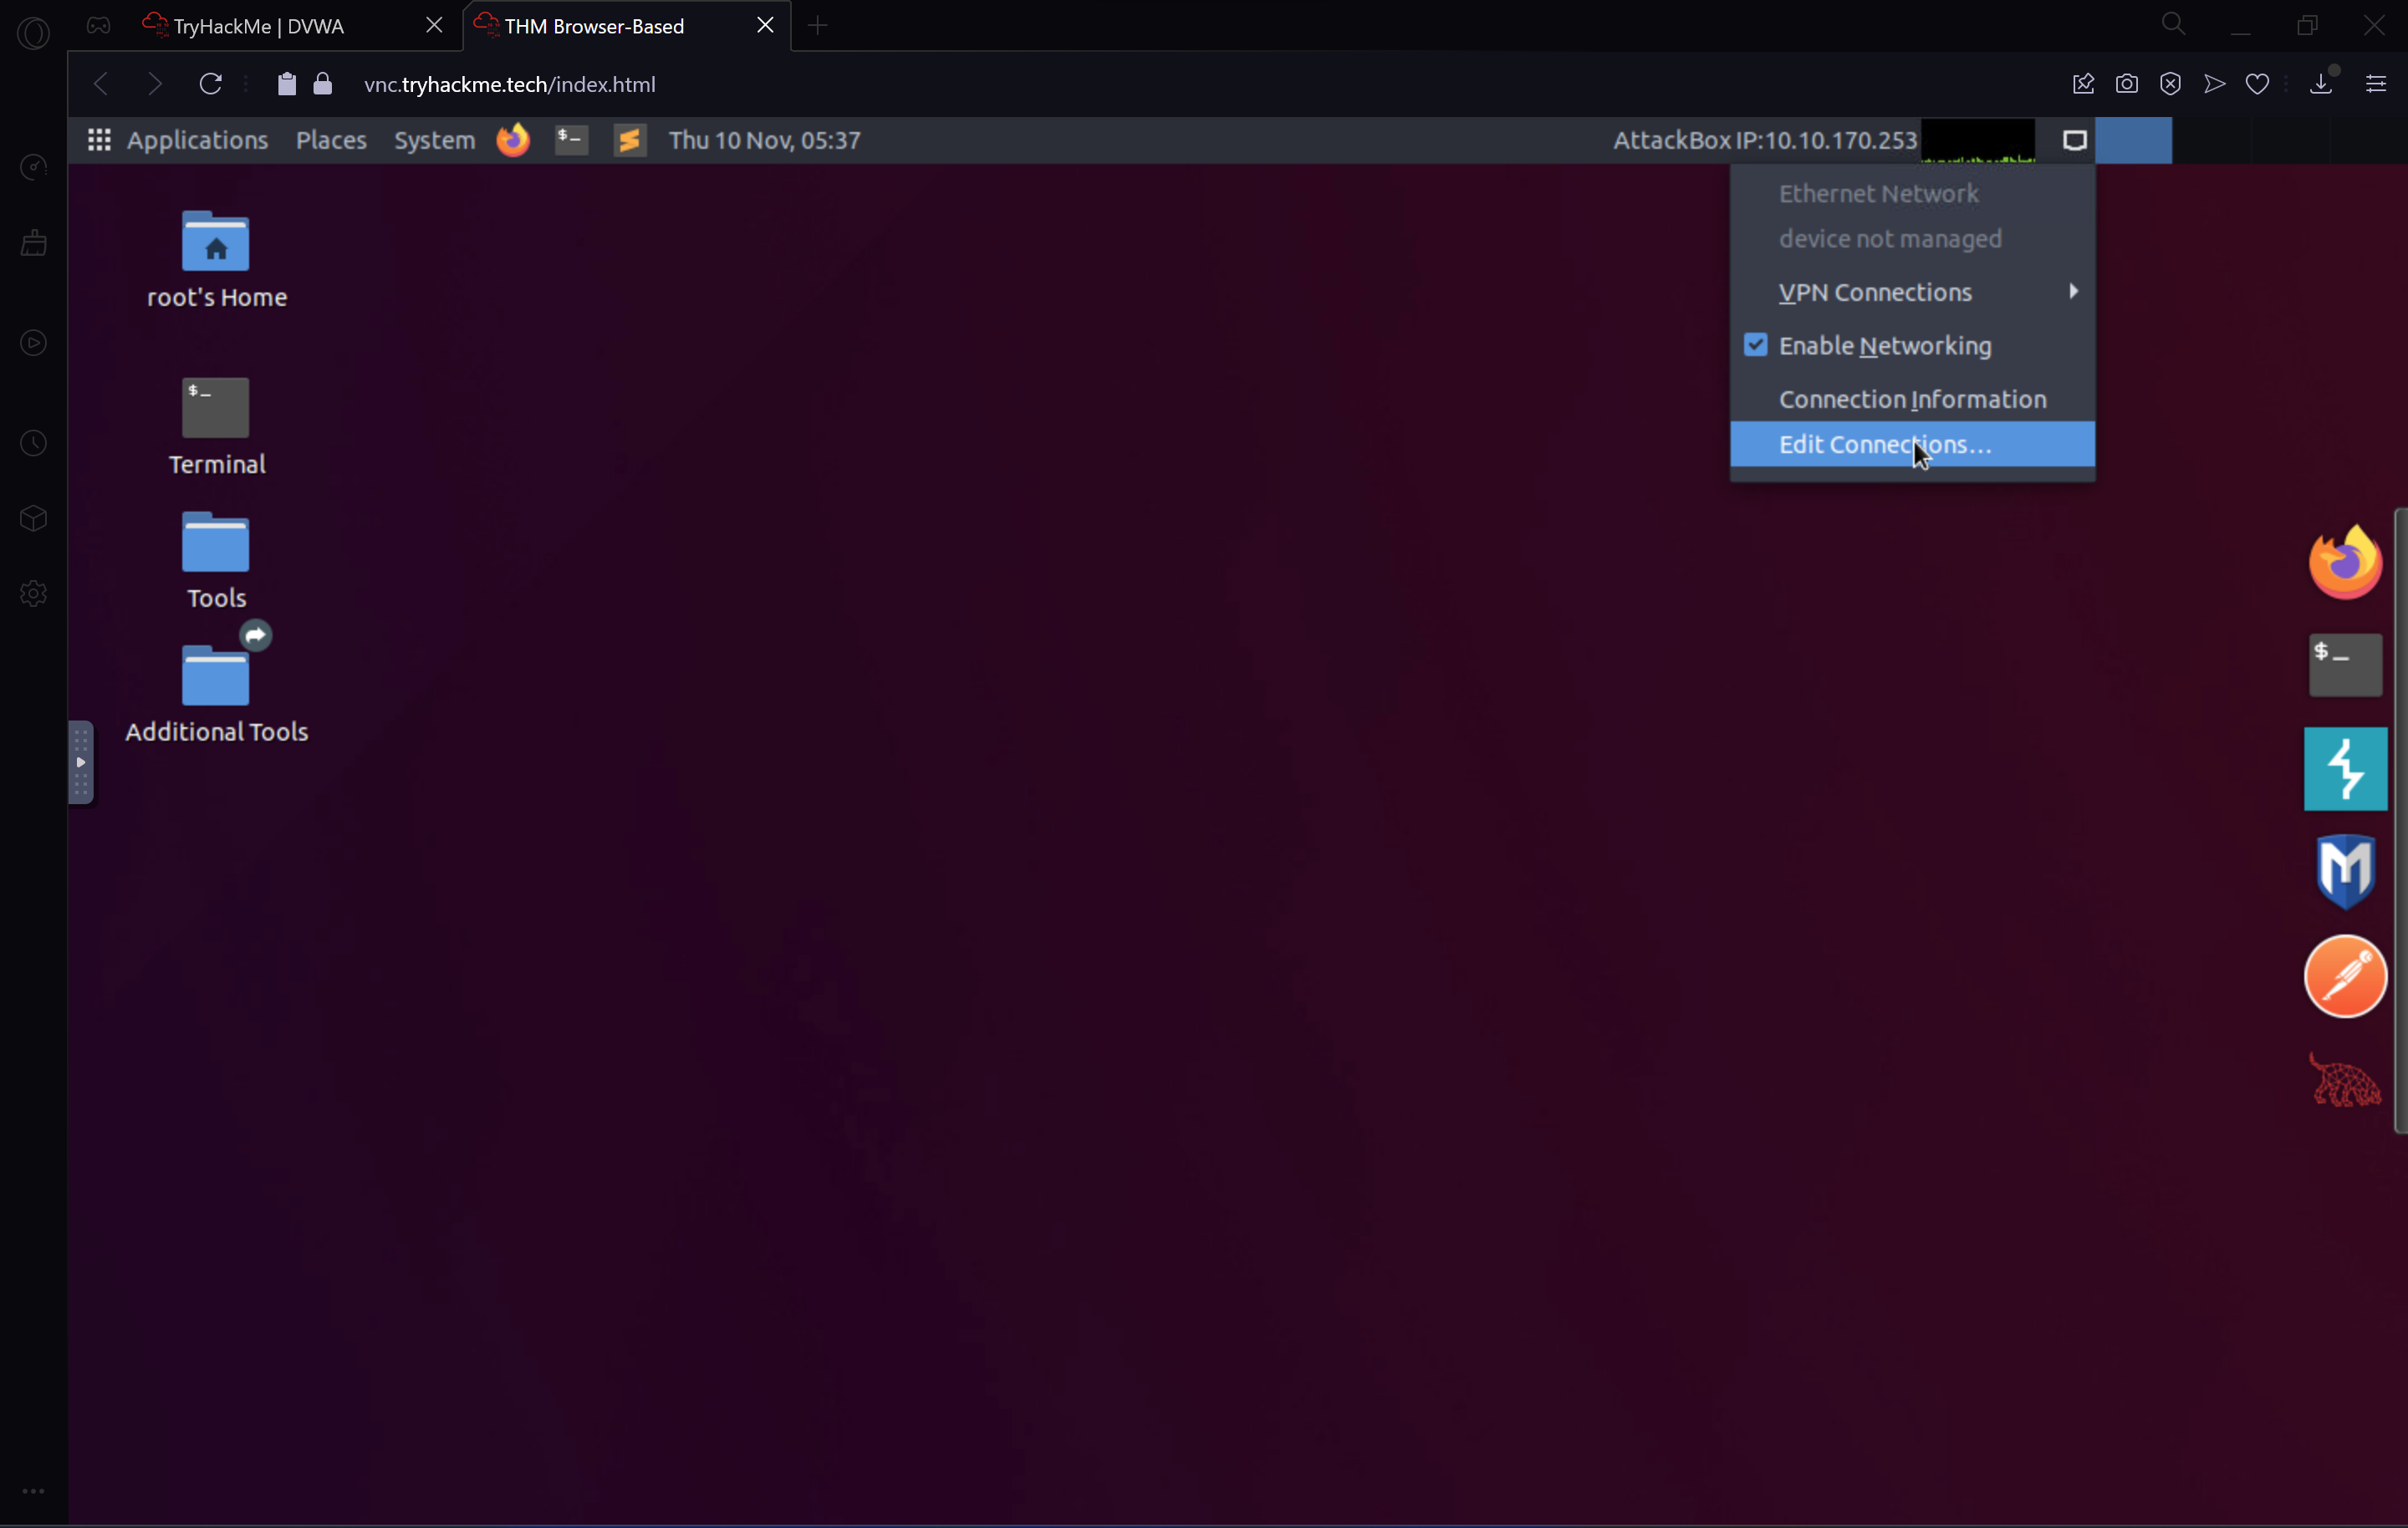 TryHackMe | DVWA
THM Browser-Based
vnc.tryhackme.tech/index.html
Applications Places System $_ Thu 10 Nov, 05:37 AttackBox IP:10.10.170.253
Ethernet Network
device not managed
VPN Connections
Enable Networking
Connection Information
Edit Connections...
root's Home
$_
Terminal
Tools
Additional Tools
$_
M